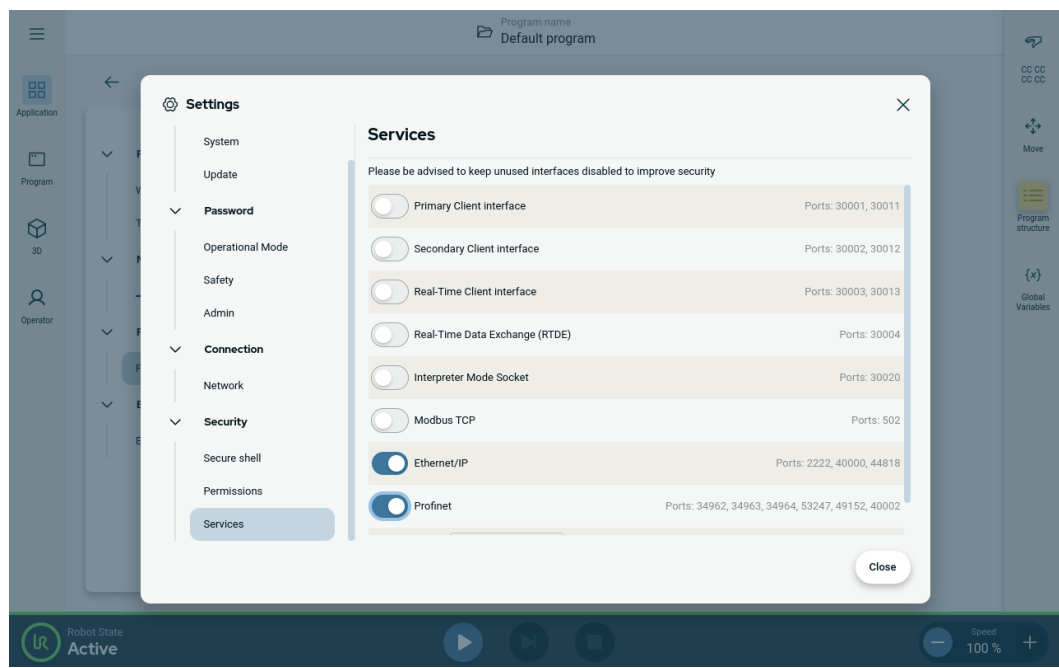 Program name
Default program
Application
Program
3D
Operator
CC CC
CC CC
Move
Program
structure
{x}
Global
Variables
Settings
System
Update
Password
Operational Mode
Safety
Admin
Connection
Network
Security
Secure shell
Permissions
Services
Services
Please be advised to keep unused interfaces disabled to improve security
Primary Client interface Ports: 30001, 30011
Secondary Client interface Ports: 30002, 30012
Real-Time Client interface Ports: 30003, 30013
Real-Time Data Exchange (RTDE) Ports: 30004
Interpreter Mode Socket Ports: 30020
Modbus TCP Ports: 502
Ethernet/IP Ports: 2222, 40000, 44818
Profinet Ports: 34962, 34963, 34964, 53247, 49152, 40002
Close
Robot State
Active
Speed
100 %